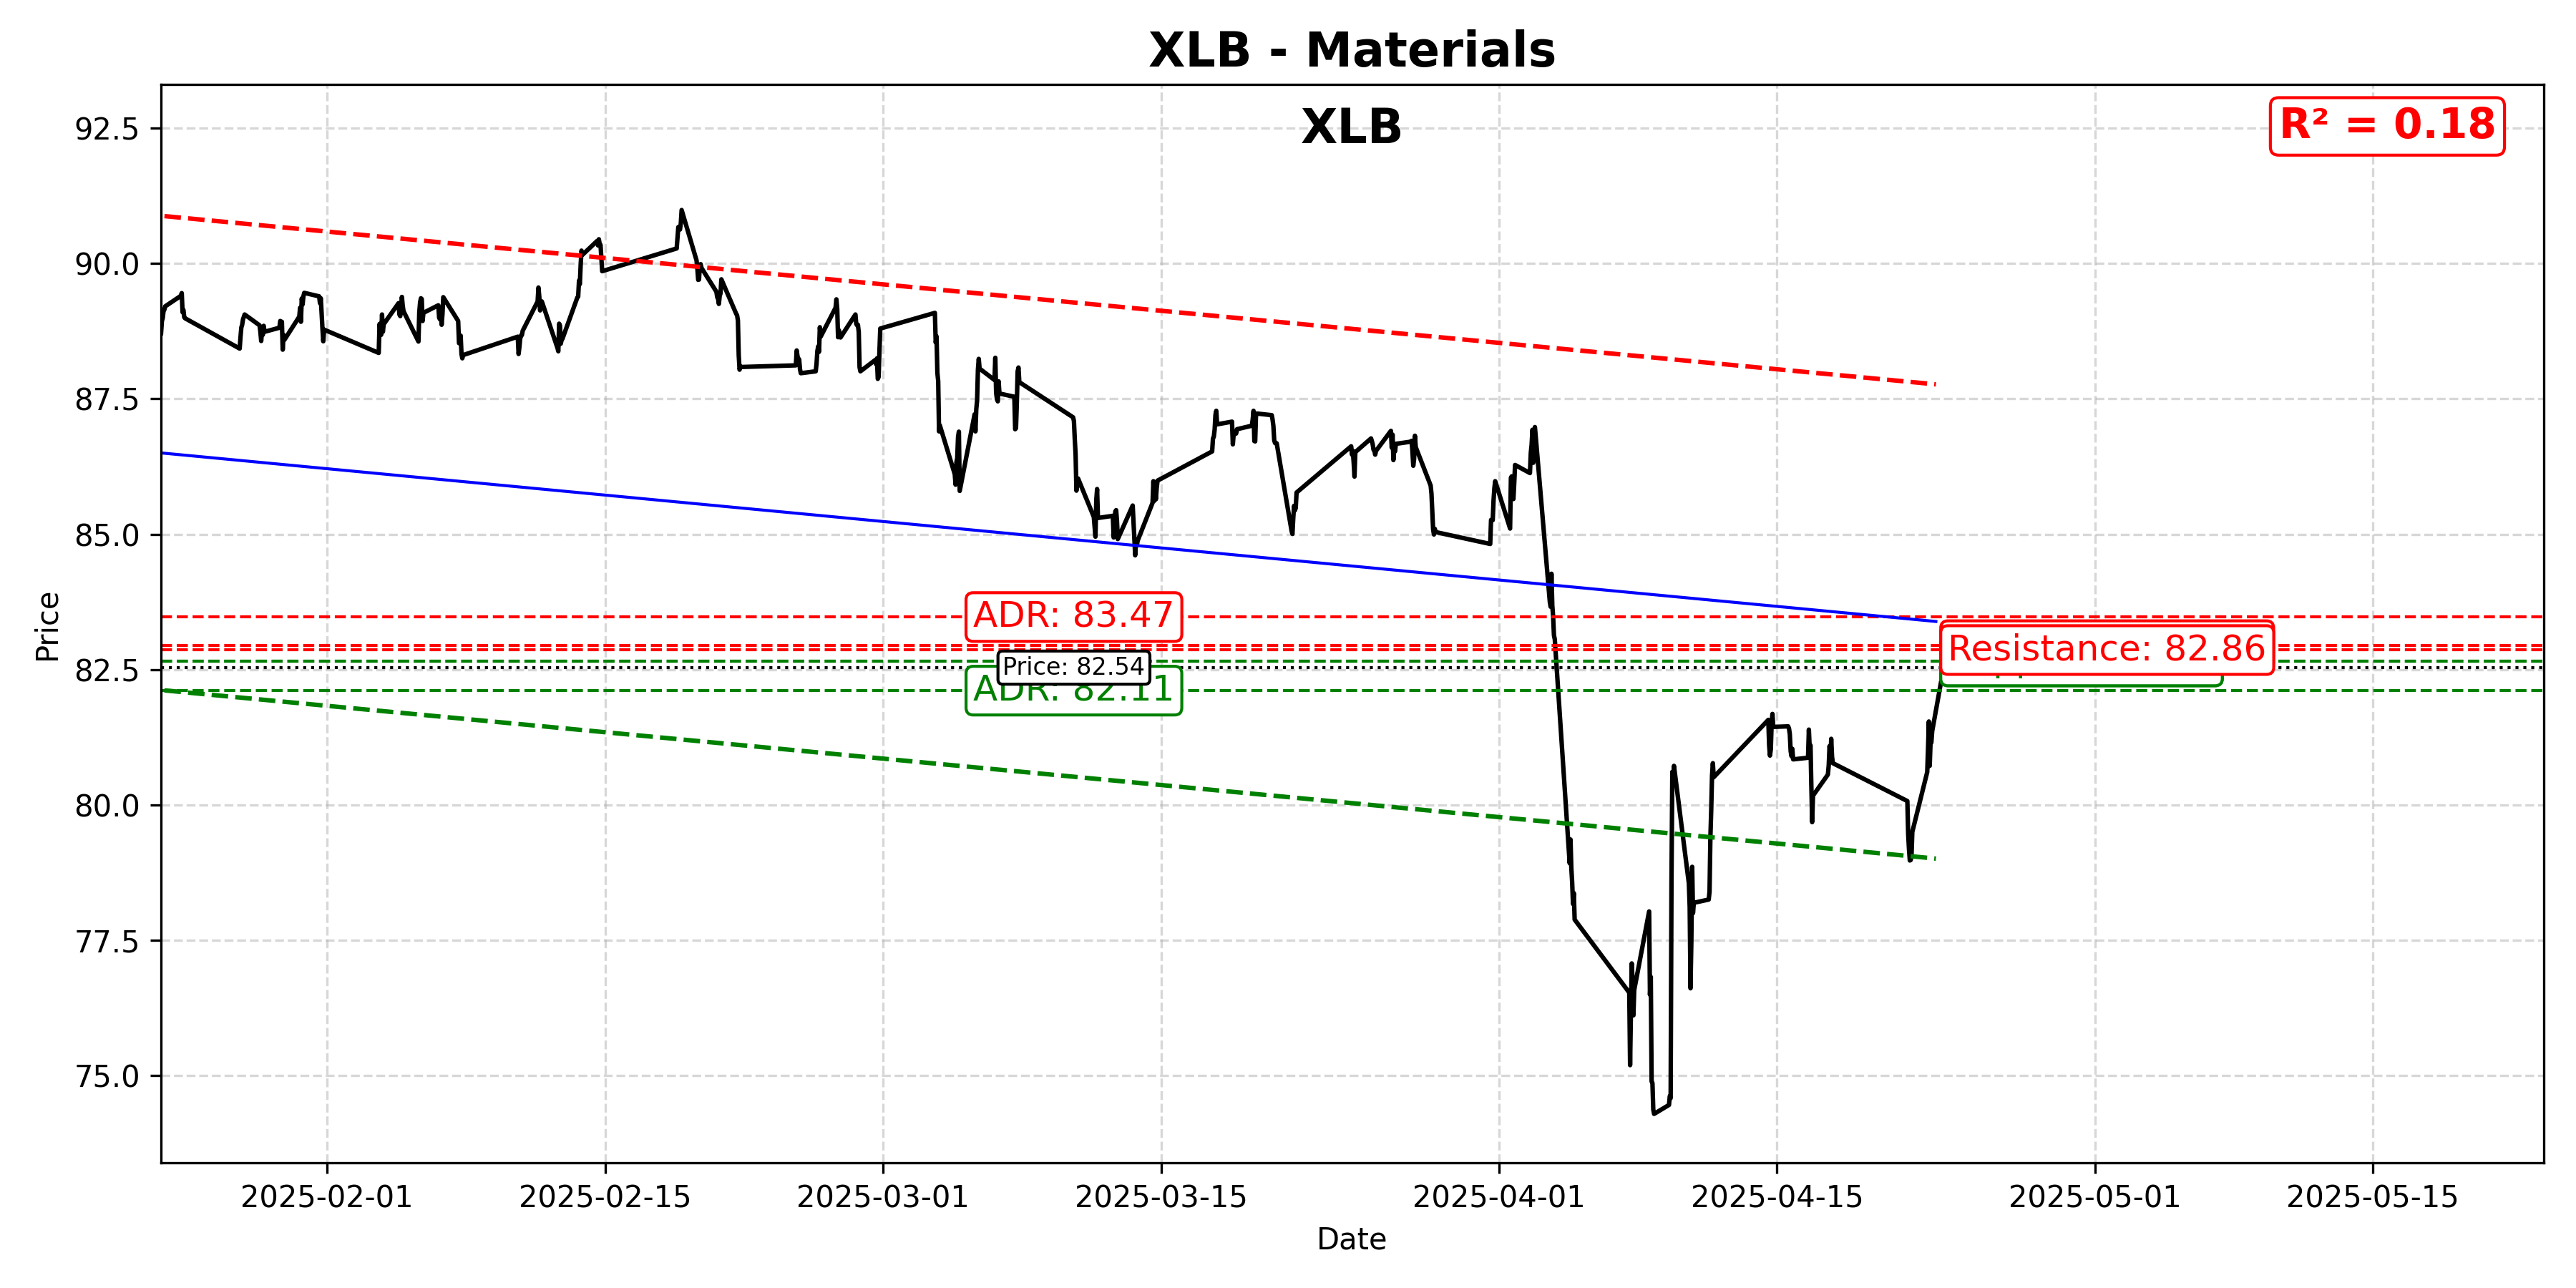 XLB - Materials
XLB
R² = 0.18
92.5
90.0
87.5
85.0
82.5
80.0
77.5
75.0
Price
ADR: 83.47
Price: 82.54
ADR: 82.11
Resistance: 82.86
2025-02-01
2025-02-15
2025-03-01
2025-03-15
2025-04-01
2025-04-15
2025-05-01
2025-05-15
Date